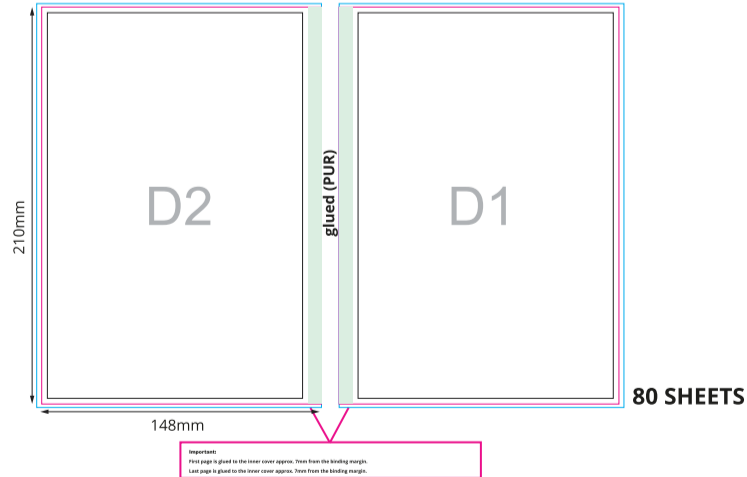 D2
glued (PUR)
D1
210mm
80 SHEETS
148mm
Important:
First page is glued to the inner cover approx. 7mm from the binding margin.
Last page is glued to the inner cover approx. 7mm from the binding margin.